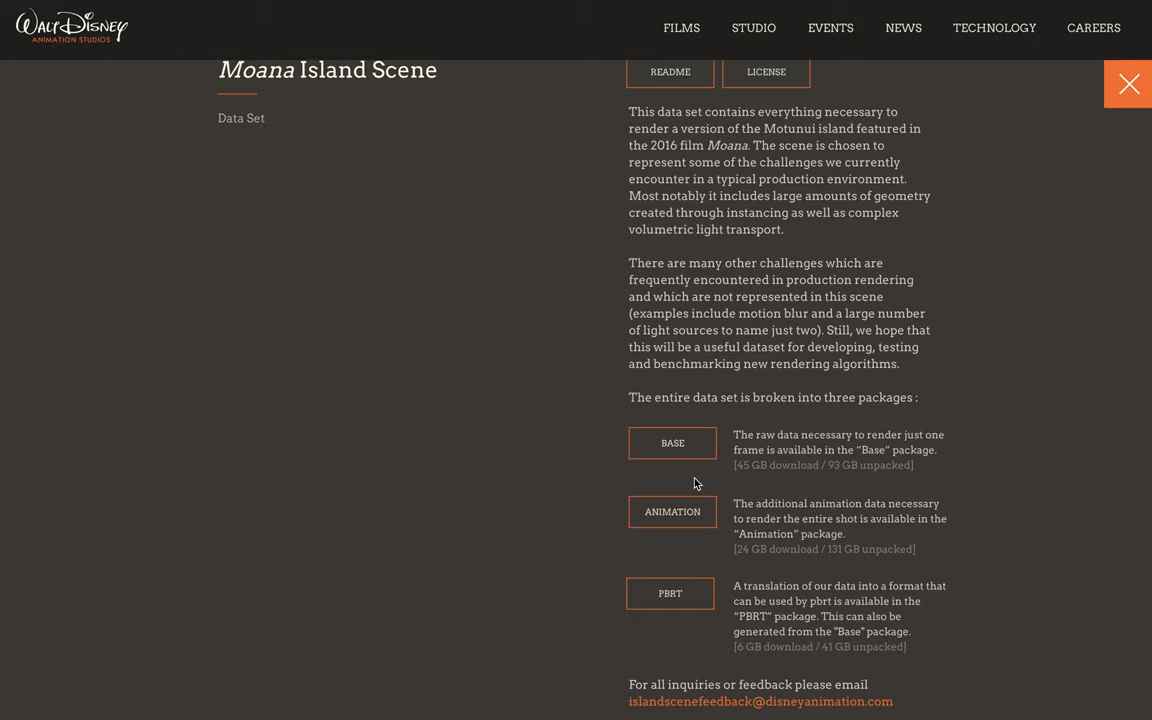 WALT DISNEY
ANIMATION STUDIOS
FILMS
STUDIO
EVENTS
NEWS
TECHNOLOGY
CAREERS
Moana Island Scene
Data Set
README
LICENSE
This data set contains everything necessary to
render a version of the Motunui island featured in
the 2016 film Moana. The scene is chosen to
represent some of the challenges we currently
encounter in a typical production environment.
Most notably it includes large amounts of geometry
created through instancing as well as complex
volumetric light transport.
There are many other challenges which are
frequently encountered in production rendering
and which are not represented in this scene
(examples include motion blur and a large number
of light sources to name just two). Still, we hope that
this will be a useful dataset for developing, testing
and benchmarking new rendering algorithms.
The entire data set is broken into three packages :
BASE
The raw data necessary to render just one
frame is available in the “Base” package.
[45 GB download / 93 GB unpacked]
ANIMATION
The additional animation data necessary
to render the entire shot is available in the
“Animation” package.
[24 GB download / 131 GB unpacked]
PBRT
A translation of our data into a format that
can be used by pbrt is available in the
“PBRT” package. This can also be
generated from the "Base" package.
[6 GB download / 41 GB unpacked]
For all inquiries or feedback please email
islandscenefeedback@disneyanimation.com